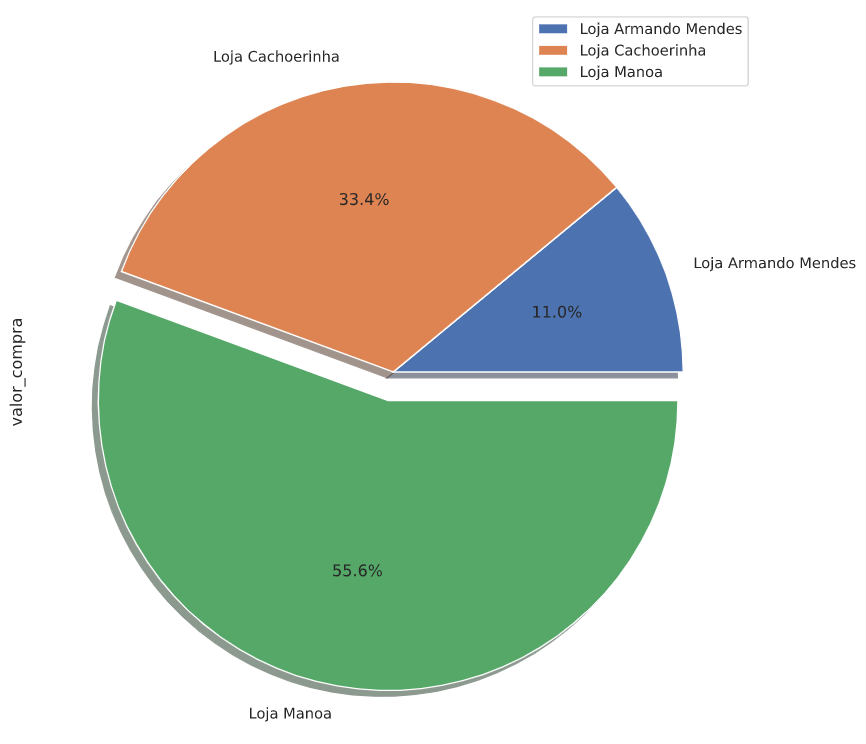 Loja Armando Mendes
Loja Cachoerinha
Loja Manoa
Loja Cachoerinha
33.4%
Loja Armando Mendes
11.0%
valor_compra
55.6%
Loja Manoa